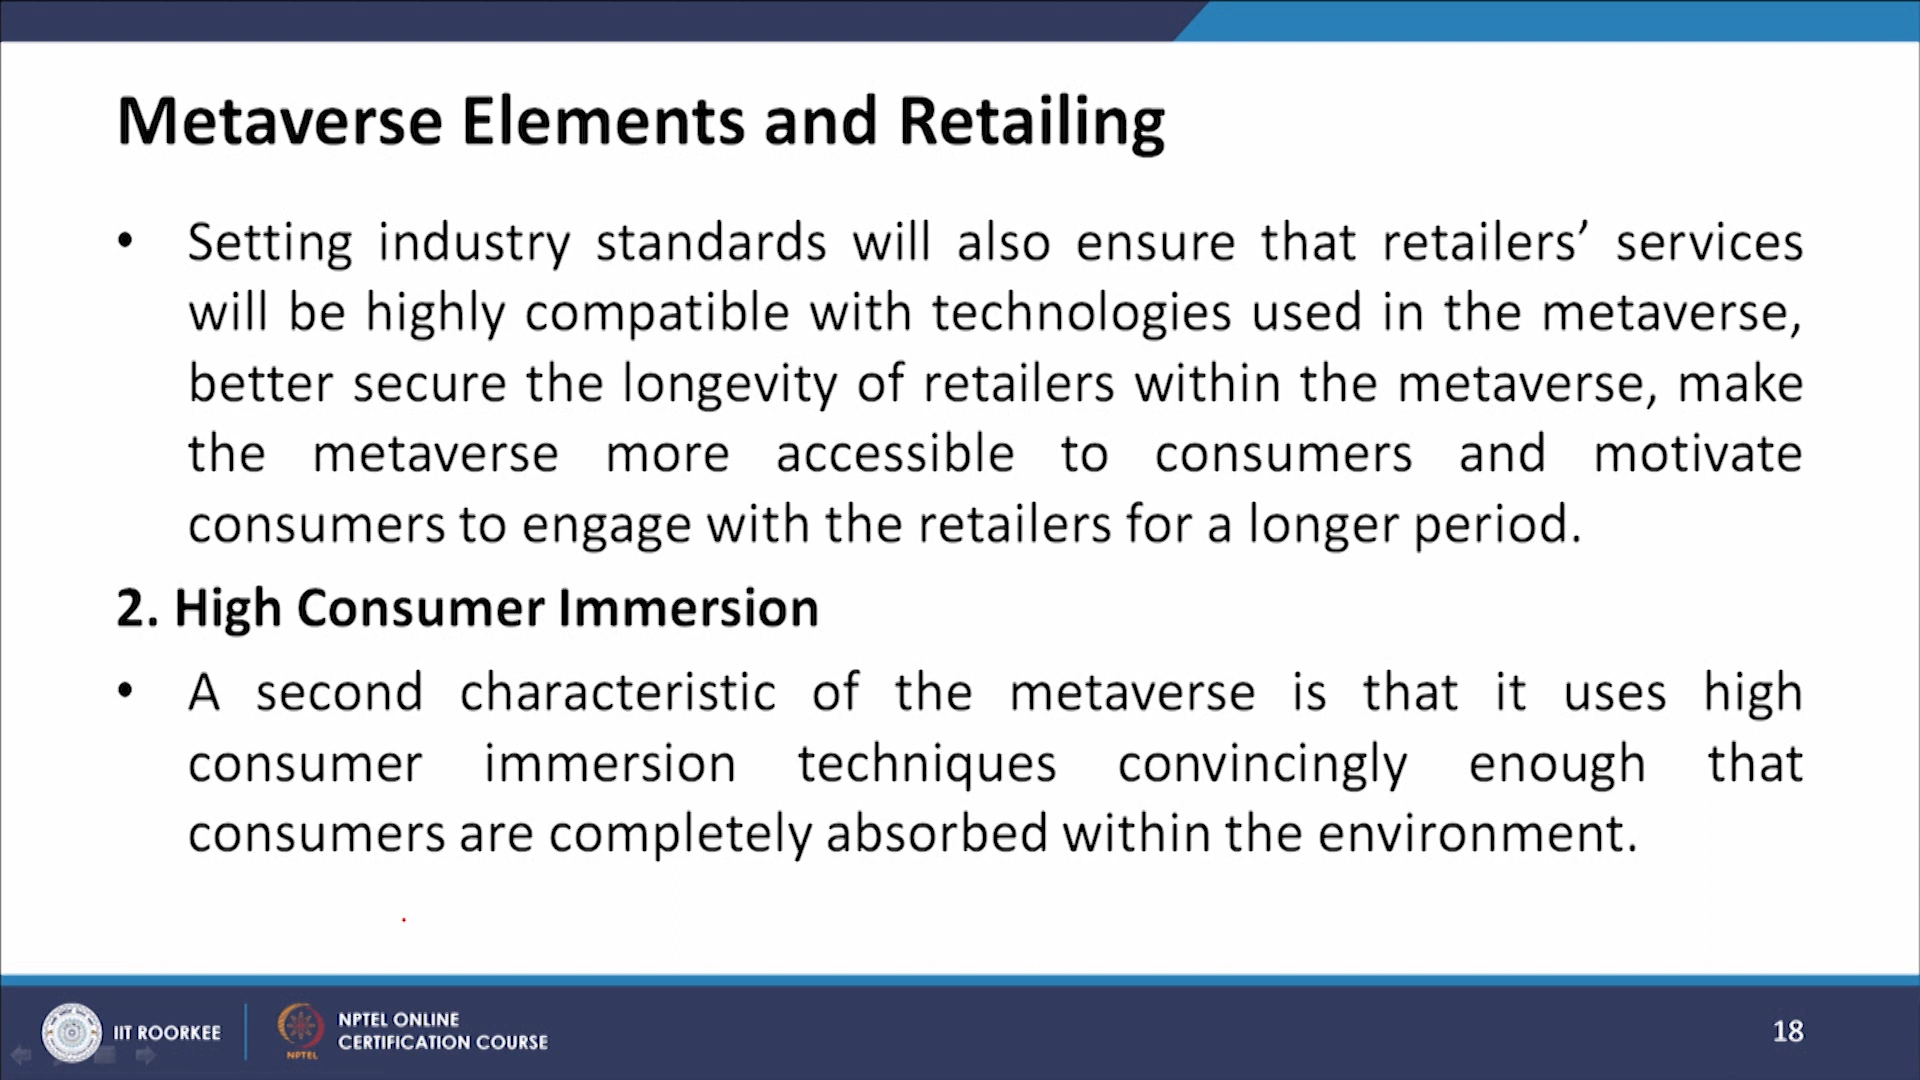 Metaverse Elements and Retailing
• Setting industry standards will also ensure that retailers’ services
will be highly compatible with technologies used in the metaverse,
better secure the longevity of retailers within the metaverse, make
the metaverse more accessible to consumers and motivate
consumers to engage with the retailers for a longer period.
2. High Consumer Immersion
• A second characteristic of the metaverse is that it uses high
consumer immersion techniques convincingly enough that
consumers are completely absorbed within the environment.
IIT ROORKEE
NPTEL
NPTEL ONLINE
CERTIFICATION COURSE
18